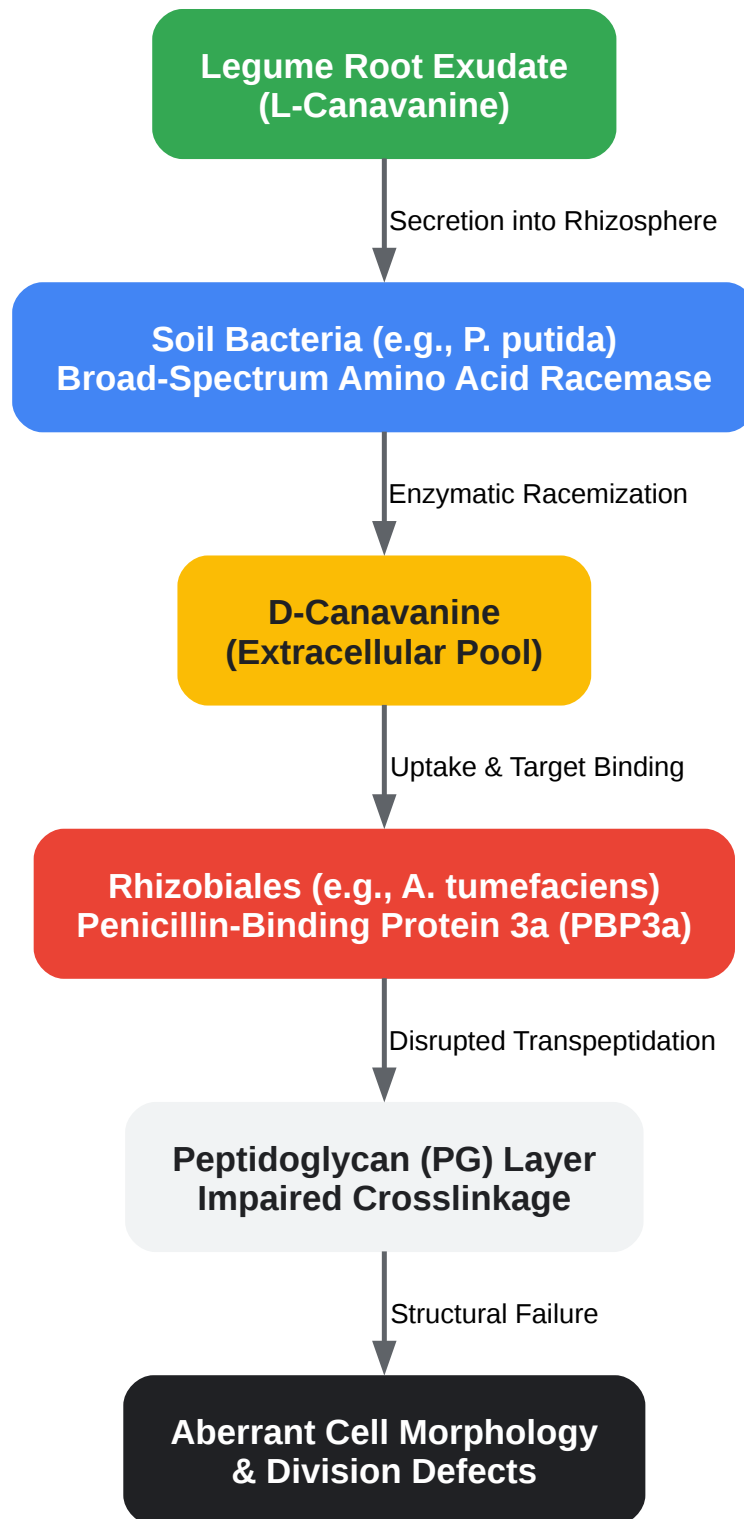 Legume Root Exudate
(L-Canavanine)
Secretion into Rhizosphere
Soil Bacteria (e.g., P. putida)
Broad-Spectrum Amino Acid Racemase
Enzymatic Racemization
D-Canavanine
(Extracellular Pool)
Uptake & Target Binding
Rhizobiales (e.g., A. tumefaciens)
Penicillin-Binding Protein 3a (PBP3a)
Disrupted Transpeptidation
Peptidoglycan (PG) Layer
Impaired Crosslinkage
Structural Failure
Aberrant Cell Morphology
& Division Defects